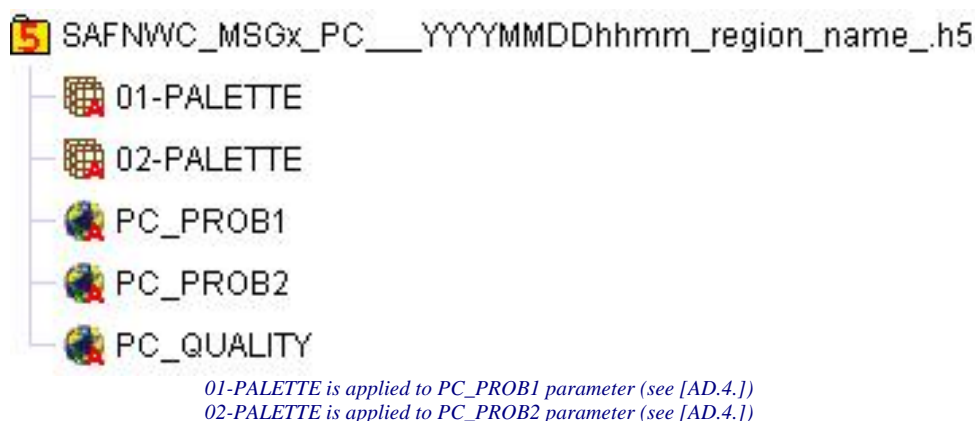 SAFNWC_MSGx_PC___YYYYMMDDhhmm_region_name_.h5
01-PALETTE
02-PALETTE
PC_PROB1
PC_PROB2
PC_QUALITY
01-PALETTE is applied to PC_PROB1 parameter (see [AD.4.])
02-PALETTE is applied to PC_PROB2 parameter (see [AD.4.])